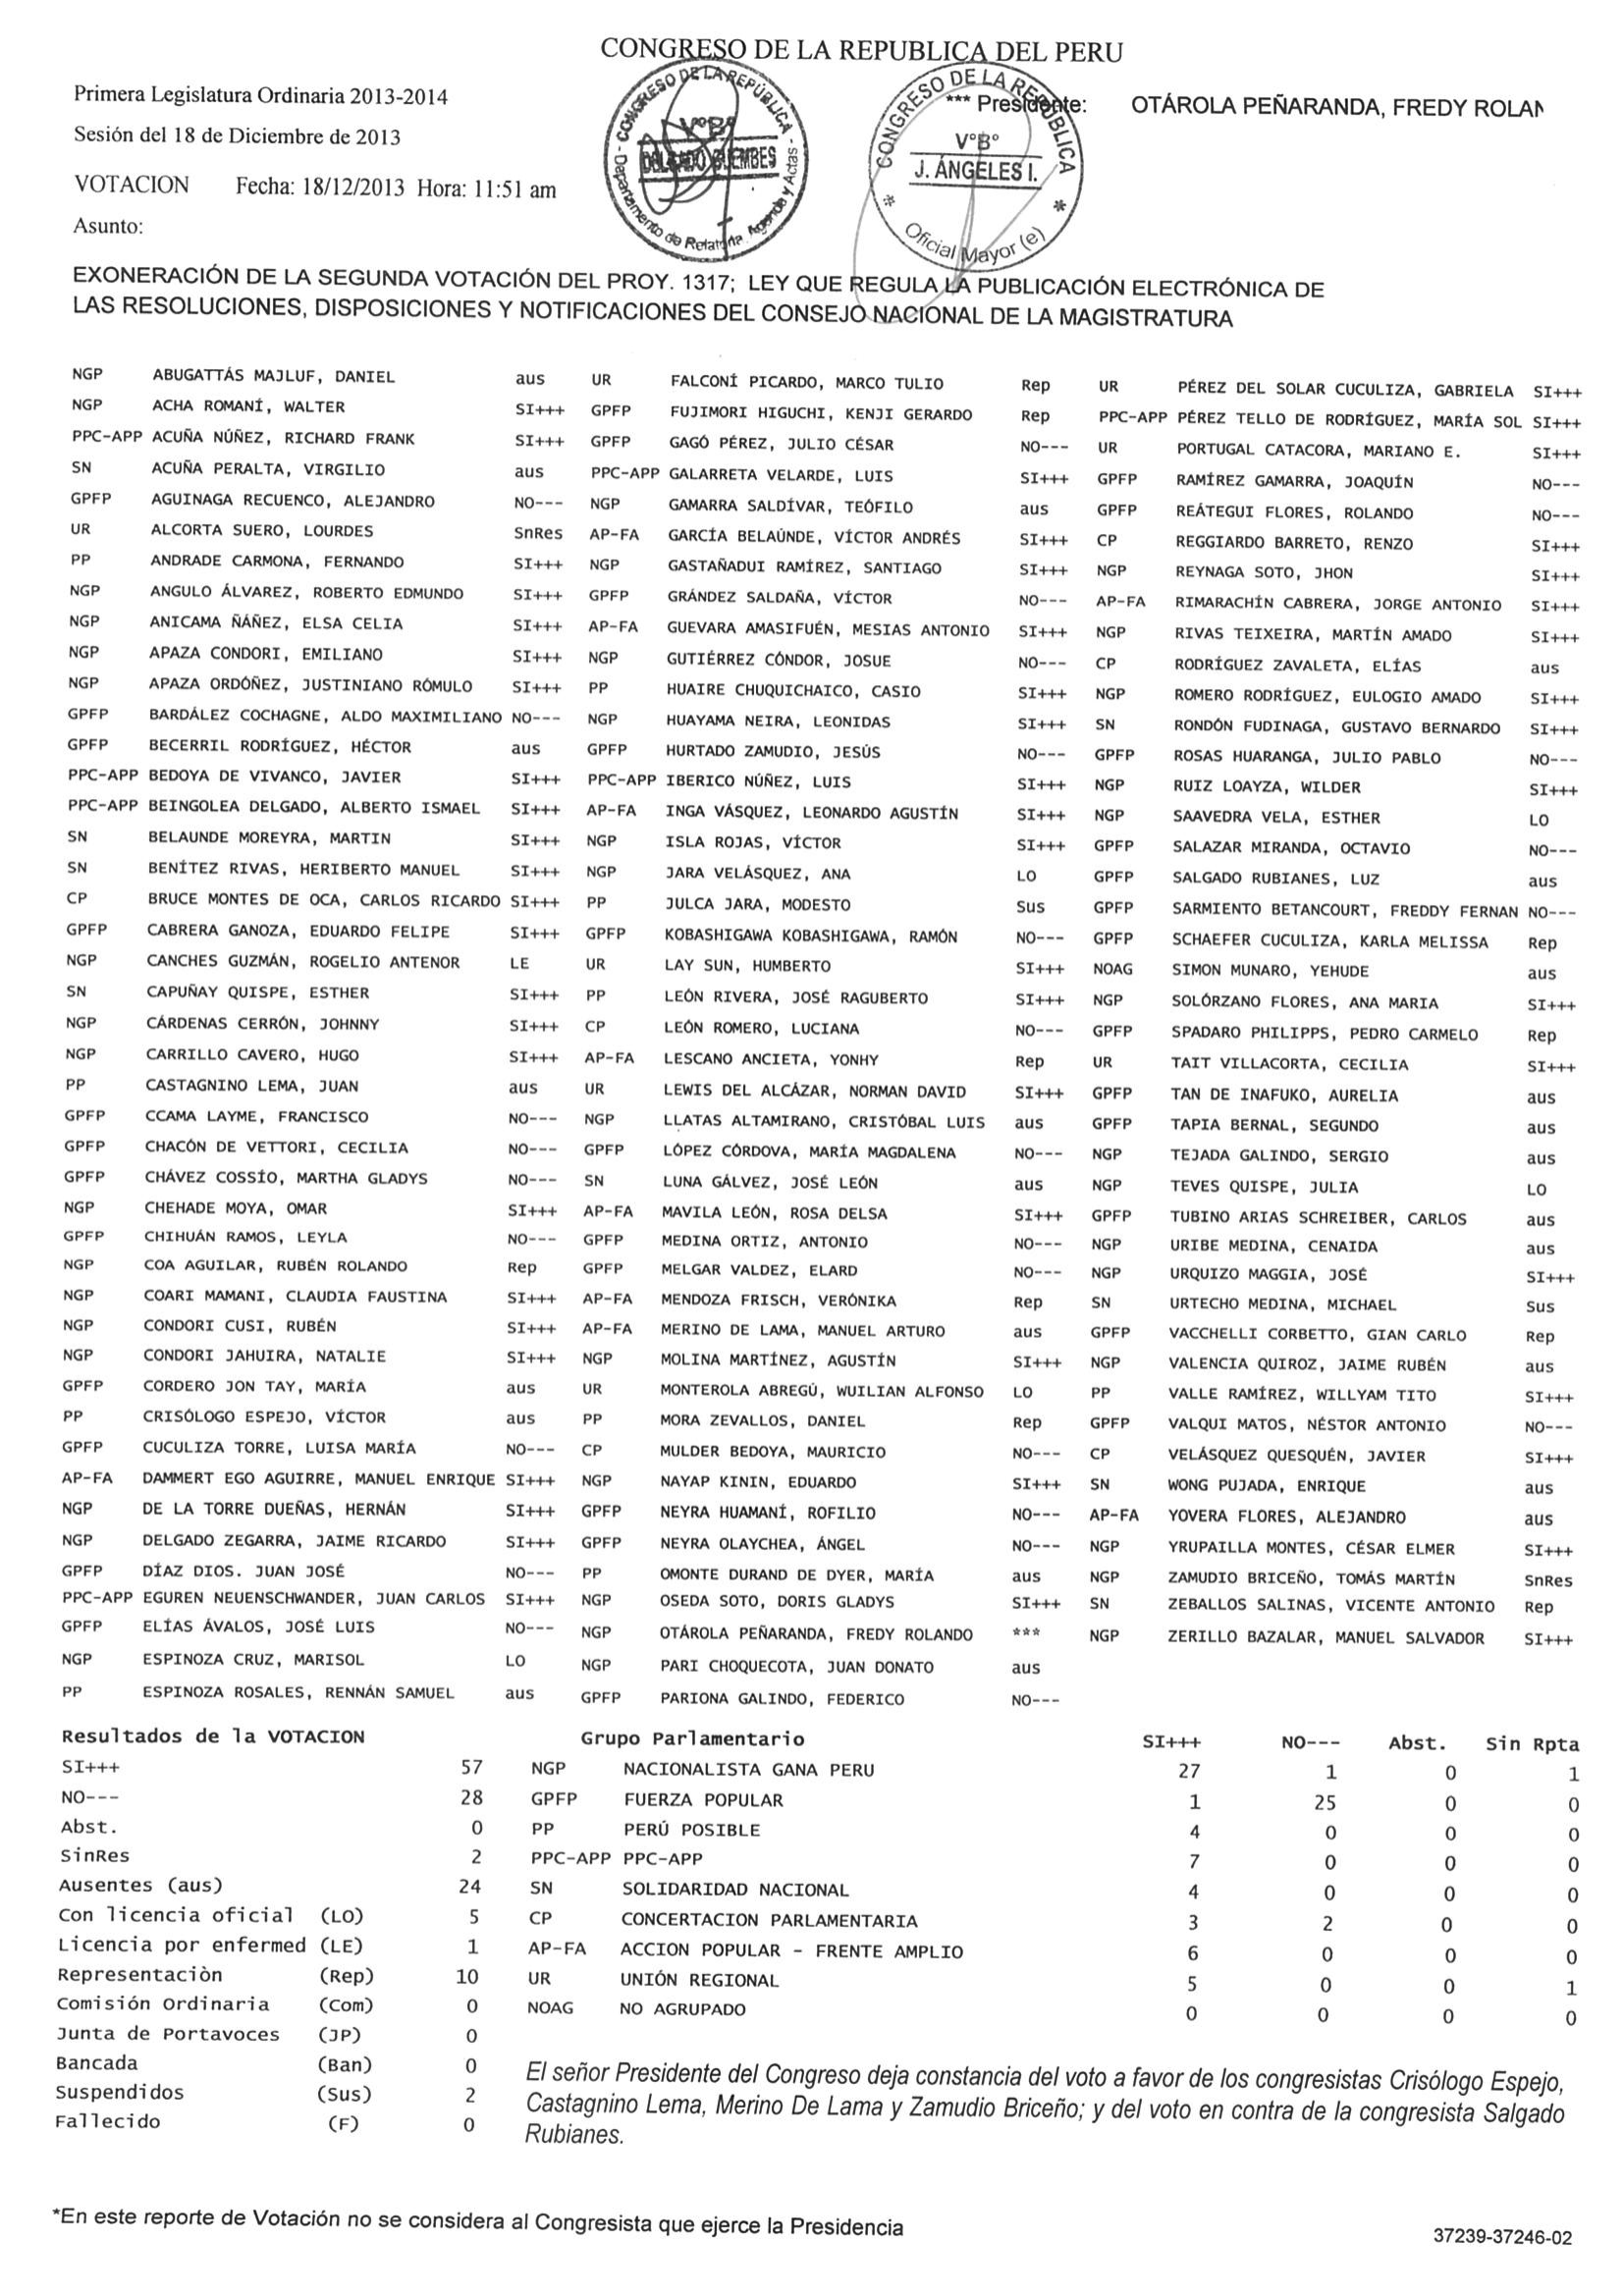 CONGRESO DE LA REPUBLICA DEL PERU
Primera Legislatura Ordinaria 2013-2014
*** Presidente: OTÁROLA PEÑARANDA, FREDY ROLAN
Sesión del 18 de Diciembre de 2013
VOTACION Fecha: 18/12/2013 Hora: 11:51 am
Asunto:
CONGRESO DE LA REPÚBLICA
V°B°
DELGADO GUEMBES
Departamento de Relatoría, Agenda y Actas
CONGRESO DE LA REPÚBLICA
V°B°
J. ÁNGELES I.
Oficial Mayor (e)
EXONERACIÓN DE LA SEGUNDA VOTACIÓN DEL PROY. 1317; LEY QUE REGULA LA PUBLICACIÓN ELECTRÓNICA DE
LAS RESOLUCIONES, DISPOSICIONES Y NOTIFICACIONES DEL CONSEJO NACIONAL DE LA MAGISTRATURA
NGP ABUGATTÁS MAJLUF, DANIEL aus UR FALCONÍ PICARDO, MARCO TULIO Rep UR PÉREZ DEL SOLAR CUCULIZA, GABRIELA SI+++
NGP ACHA ROMANÍ, WALTER SI+++ GPFP FUJIMORI HIGUCHI, KENJI GERARDO Rep PPC-APP PÉREZ TELLO DE RODRÍGUEZ, MARÍA SOL SI+++
PPC-APP ACUÑA NÚÑEZ, RICHARD FRANK SI+++ GPFP GAGÓ PÉREZ, JULIO CÉSAR NO--- UR PORTUGAL CATACORA, MARIANO E. SI+++
SN ACUÑA PERALTA, VIRGILIO aus PPC-APP GALARRETA VELARDE, LUIS SI+++ GPFP RAMÍREZ GAMARRA, JOAQUÍN NO---
GPFP AGUINAGA RECUENCO, ALEJANDRO NO--- NGP GAMARRA SALDÍVAR, TEÓFILO aus GPFP REÁTEGUI FLORES, ROLANDO NO---
UR ALCORTA SUERO, LOURDES SnRes AP-FA GARCÍA BELAÚNDE, VÍCTOR ANDRÉS SI+++ CP REGGIARDO BARRETO, RENZO SI+++
PP ANDRADE CARMONA, FERNANDO SI+++ NGP GASTAÑADUI RAMÍREZ, SANTIAGO SI+++ NGP REYNAGA SOTO, JHON SI+++
NGP ANGULO ÁLVAREZ, ROBERTO EDMUNDO SI+++ GPFP GRÁNDEZ SALDAÑA, VÍCTOR NO--- AP-FA RIMARACHÍN CABRERA, JORGE ANTONIO SI+++
NGP ANICAMA ÑÁÑEZ, ELSA CELIA SI+++ AP-FA GUEVARA AMASIFUÉN, MESIAS ANTONIO SI+++ NGP RIVAS TEIXEIRA, MARTÍN AMADO SI+++
NGP APAZA CONDORI, EMILIANO SI+++ NGP GUTIÉRREZ CÓNDOR, JOSUE NO--- CP RODRÍGUEZ ZAVALETA, ELÍAS aus
NGP APAZA ORDÓÑEZ, JUSTINIANO RÓMULO SI+++ PP HUAIRE CHUQUICHAICO, CASIO SI+++ NGP ROMERO RODRÍGUEZ, EULOGIO AMADO SI+++
GPFP BARDÁLEZ COCHAGNE, ALDO MAXIMILIANO NO--- NGP HUAYAMA NEIRA, LEONIDAS SI+++ SN RONDÓN FUDINAGA, GUSTAVO BERNARDO SI+++
GPFP BECERRIL RODRÍGUEZ, HÉCTOR aus GPFP HURTADO ZAMUDIO, JESÚS NO--- GPFP ROSAS HUARANGA, JULIO PABLO NO---
PPC-APP BEDOYA DE VIVANCO, JAVIER SI+++ PPC-APP IBERICO NÚÑEZ, LUIS SI+++ NGP RUIZ LOAYZA, WILDER SI+++
PPC-APP BEINGOLEA DELGADO, ALBERTO ISMAEL SI+++ AP-FA INGA VÁSQUEZ, LEONARDO AGUSTÍN SI+++ NGP SAAVEDRA VELA, ESTHER LO
SN BELAUNDE MOREYRA, MARTIN SI+++ NGP ISLA ROJAS, VÍCTOR SI+++ GPFP SALAZAR MIRANDA, OCTAVIO NO---
SN BENÍTEZ RIVAS, HERIBERTO MANUEL SI+++ NGP JARA VELÁSQUEZ, ANA LO GPFP SALGADO RUBIANES, LUZ aus
CP BRUCE MONTES DE OCA, CARLOS RICARDO SI+++ PP JULCA JARA, MODESTO Sus GPFP SARMIENTO BETANCOURT, FREDDY FERNAN NO---
GPFP CABRERA GANOZA, EDUARDO FELIPE SI+++ GPFP KOBASHIGAWA KOBASHIGAWA, RAMÓN NO--- GPFP SCHAEFER CUCULIZA, KARLA MELISSA Rep
NGP CANCHES GUZMÁN, ROGELIO ANTENOR LE UR LAY SUN, HUMBERTO SI+++ NOAG SIMON MUNARO, YEHUDE aus
SN CAPUÑAY QUISPE, ESTHER SI+++ PP LEÓN RIVERA, JOSÉ RAGUBERTO SI+++ NGP SOLÓRZANO FLORES, ANA MARIA SI+++
NGP CÁRDENAS CERRÓN, JOHNNY SI+++ CP LEÓN ROMERO, LUCIANA NO--- GPFP SPADARO PHILIPPS, PEDRO CARMELO Rep
NGP CARRILLO CAVERO, HUGO SI+++ AP-FA LESCANO ANCIETA, YONHY Rep UR TAIT VILLACORTA, CECILIA SI+++
PP CASTAGNINO LEMA, JUAN aus UR LEWIS DEL ALCÁZAR, NORMAN DAVID SI+++ GPFP TAN DE INAFUKO, AURELIA aus
GPFP CCAMA LAYME, FRANCISCO NO--- NGP LLATAS ALTAMIRANO, CRISTÓBAL LUIS aus GPFP TAPIA BERNAL, SEGUNDO aus
GPFP CHACÓN DE VETTORI, CECILIA NO--- GPFP LÓPEZ CÓRDOVA, MARÍA MAGDALENA NO--- NGP TEJADA GALINDO, SERGIO aus
GPFP CHÁVEZ COSSÍO, MARTHA GLADYS NO--- SN LUNA GÁLVEZ, JOSÉ LEÓN aus NGP TEVES QUISPE, JULIA LO
NGP CHEHADE MOYA, OMAR SI+++ AP-FA MAVILA LEÓN, ROSA DELSA SI+++ GPFP TUBINO ARIAS SCHREIBER, CARLOS aus
GPFP CHIHUÁN RAMOS, LEYLA NO--- GPFP MEDINA ORTIZ, ANTONIO NO--- NGP URIBE MEDINA, CENAIDA aus
NGP COA AGUILAR, RUBÉN ROLANDO Rep GPFP MELGAR VALDEZ, ELARD NO--- NGP URQUIZO MAGGIA, JOSÉ SI+++
NGP COARI MAMANI, CLAUDIA FAUSTINA SI+++ AP-FA MENDOZA FRISCH, VERÓNIKA Rep SN URTECHO MEDINA, MICHAEL Sus
NGP CONDORI CUSI, RUBÉN SI+++ AP-FA MERINO DE LAMA, MANUEL ARTURO aus GPFP VACCHELLI CORBETTO, GIAN CARLO Rep
NGP CONDORI JAHUIRA, NATALIE SI+++ NGP MOLINA MARTÍNEZ, AGUSTÍN SI+++ NGP VALENCIA QUIROZ, JAIME RUBÉN aus
GPFP CORDERO JON TAY, MARÍA aus UR MONTEROLA ABREGÚ, WUILIAN ALFONSO LO PP VALLE RAMÍREZ, WILLYAM TITO SI+++
PP CRISÓLOGO ESPEJO, VÍCTOR aus PP MORA ZEVALLOS, DANIEL Rep GPFP VALQUI MATOS, NÉSTOR ANTONIO NO---
GPFP CUCULIZA TORRE, LUISA MARÍA NO--- CP MULDER BEDOYA, MAURICIO NO--- CP VELÁSQUEZ QUESQUÉN, JAVIER SI+++
AP-FA DAMMERT EGO AGUIRRE, MANUEL ENRIQUE SI+++ NGP NAYAP KININ, EDUARDO SI+++ SN WONG PUJADA, ENRIQUE aus
NGP DE LA TORRE DUEÑAS, HERNÁN SI+++ GPFP NEYRA HUAMANÍ, ROFILIO NO--- AP-FA YOVERA FLORES, ALEJANDRO aus
NGP DELGADO ZEGARRA, JAIME RICARDO SI+++ GPFP NEYRA OLAYCHEA, ÁNGEL NO--- NGP YRUPAILLA MONTES, CÉSAR ELMER SI+++
GPFP DÍAZ DIOS. JUAN JOSÉ NO--- PP OMONTE DURAND DE DYER, MARÍA aus NGP ZAMUDIO BRICEÑO, TOMÁS MARTÍN SnRes
PPC-APP EGUREN NEUENSCHWANDER, JUAN CARLOS SI+++ NGP OSEDA SOTO, DORIS GLADYS SI+++ SN ZEBALLOS SALINAS, VICENTE ANTONIO Rep
GPFP ELÍAS ÁVALOS, JOSÉ LUIS NO--- NGP OTÁROLA PEÑARANDA, FREDY ROLANDO *** NGP ZERILLO BAZALAR, MANUEL SALVADOR SI+++
NGP ESPINOZA CRUZ, MARISOL LO NGP PARI CHOQUECOTA, JUAN DONATO aus
PP ESPINOZA ROSALES, RENNÁN SAMUEL aus GPFP PARIONA GALINDO, FEDERICO NO---
Resultados de la VOTACION Grupo Parlamentario SI+++ NO--- Abst. Sin Rpta
SI+++ 57 NGP NACIONALISTA GANA PERU 27 1 0 1
NO--- 28 GPFP FUERZA POPULAR 1 25 0 0
Abst. 0 PP PERÚ POSIBLE 4 0 0 0
SinRes 2 PPC-APP PPC-APP 7 0 0 0
Ausentes (aus) 24 SN SOLIDARIDAD NACIONAL 4 0 0 0
Con licencia oficial (LO) 5 CP CONCERTACION PARLAMENTARIA 3 2 0 0
Licencia por enfermed (LE) 1 AP-FA ACCION POPULAR - FRENTE AMPLIO 6 0 0 0
Representaciòn (Rep) 10 UR UNIÓN REGIONAL 5 0 0 1
Comisión Ordinaria (Com) 0 NOAG NO AGRUPADO 0 0 0 0
Junta de Portavoces (JP) 0
Bancada (Ban) 0
Suspendidos (Sus) 2
Fallecido (F) 0
El señor Presidente del Congreso deja constancia del voto a favor de los congresistas Crisólogo Espejo,
Castagnino Lema, Merino De Lama y Zamudio Briceño; y del voto en contra de la congresista Salgado
Rubianes.
*En este reporte de Votación no se considera al Congresista que ejerce la Presidencia
37239-37246-02